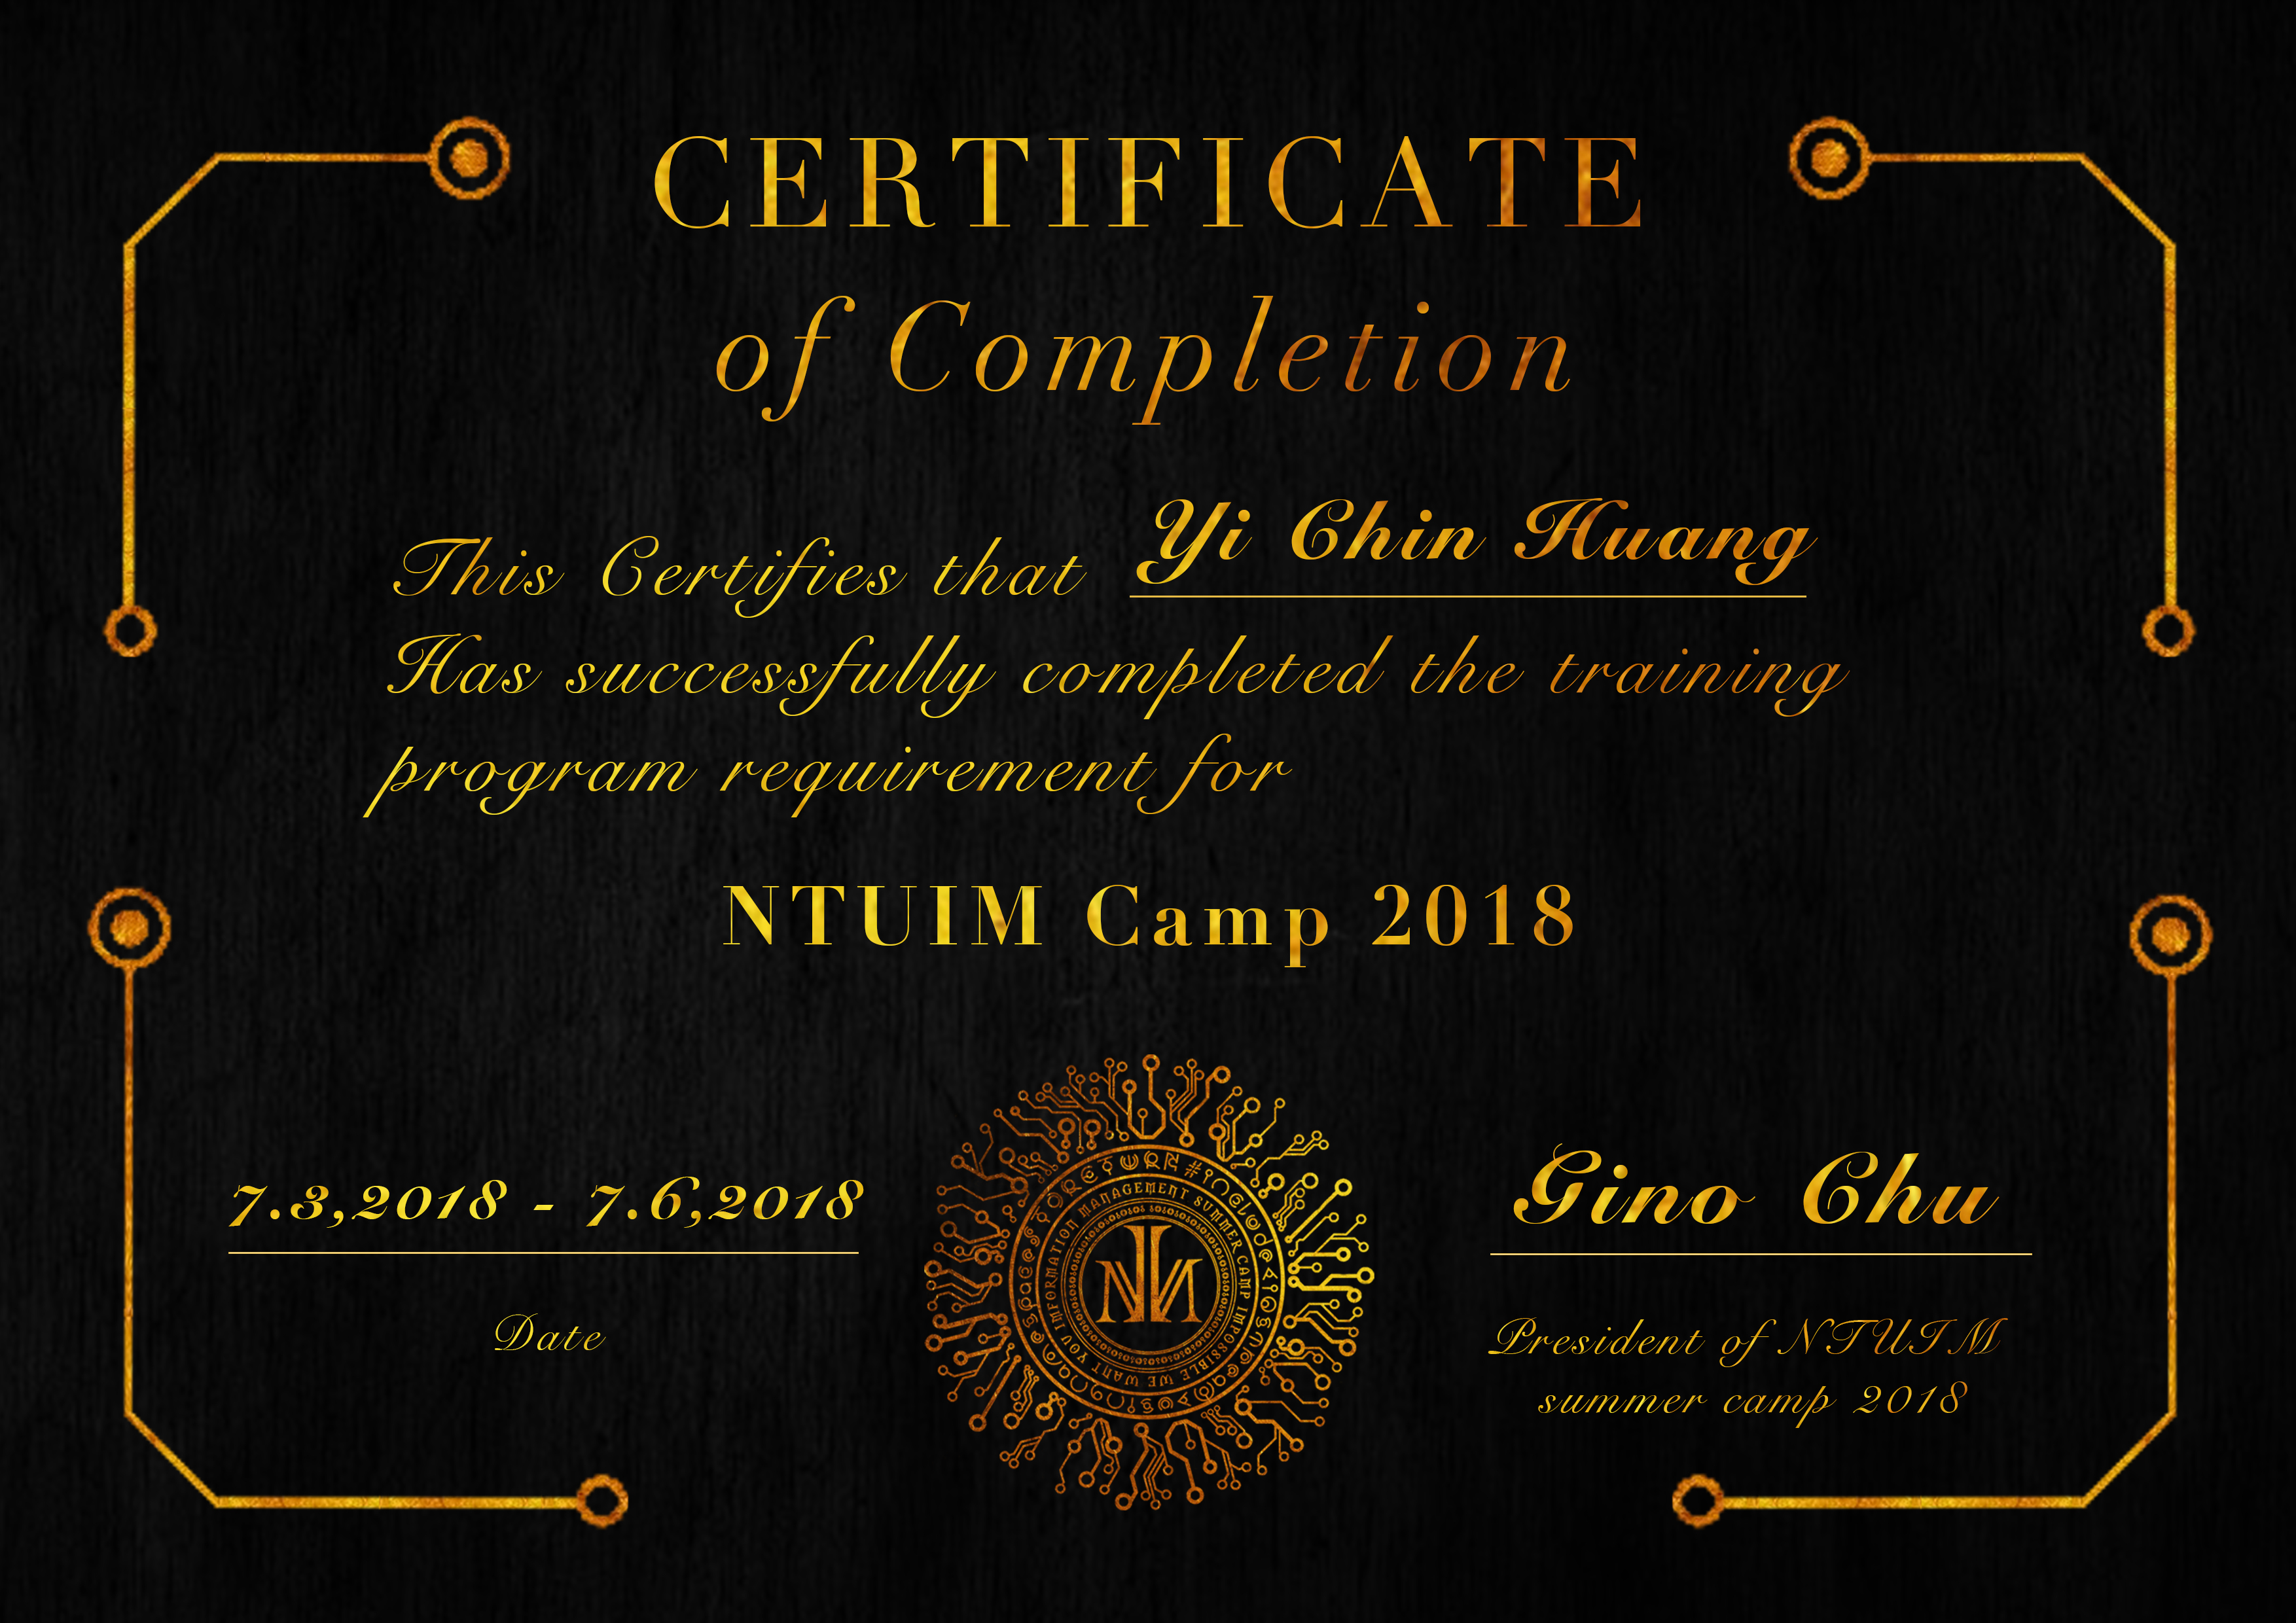 CERTIFICATE
of Completion
This Certifies that Yi Chin Huang
Has successfully completed the training
program requirement for
NTUIM Camp 2018
7.3,2018 - 7.6,2018
Date
INFORMATION MANAGEMENT SUMMER CAMP IMPOSSIBLE WE WANT YOU
IM
Gino Chu
President of NTUIM
summer camp 2018